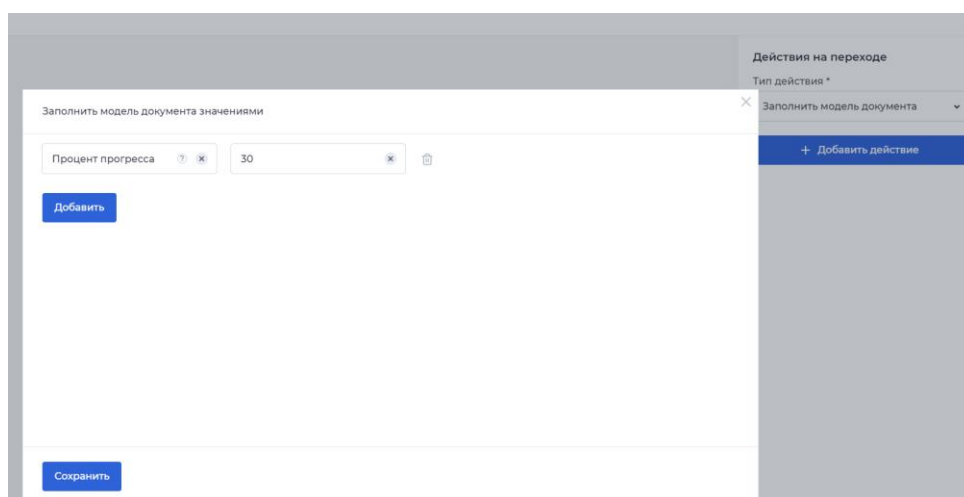 Действия на переходе
Тип действия *
Заполнить модель документа
+ Добавить действие
Заполнить модель документа значениями
Процент прогресса ? 30
Добавить
Сохранить